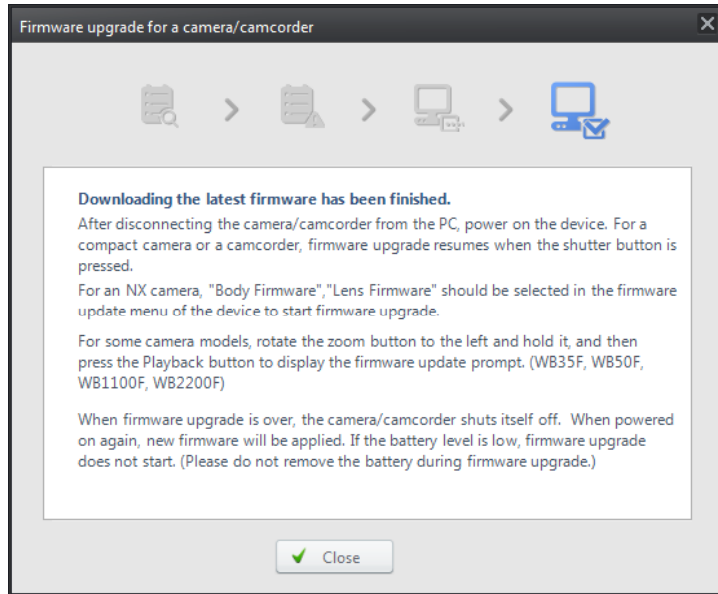 Firmware upgrade for a camera/camcorder
Downloading the latest firmware has been finished.
After disconnecting the camera/camcorder from the PC, power on the device. For a
compact camera or a camcorder, firmware upgrade resumes when the shutter button is
pressed.
For an NX camera, "Body Firmware","Lens Firmware" should be selected in the firmware
update menu of the device to start firmware upgrade.
For some camera models, rotate the zoom button to the left and hold it, and then
press the Playback button to display the firmware update prompt. (WB35F, WB50F,
WB1100F, WB2200F)
When firmware upgrade is over, the camera/camcorder shuts itself off.  When powered
on again, new firmware will be applied. If the battery level is low, firmware upgrade
does not start. (Please do not remove the battery during firmware upgrade.)
Close